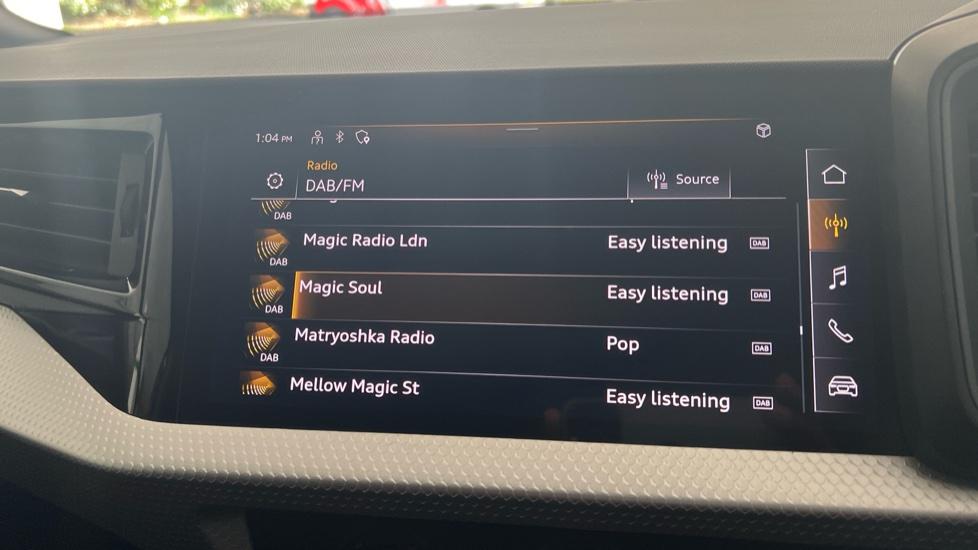 1:04 PM
Radio
DAB/FM
Source
DAB
Magic Radio Ldn Easy listening DAB
DAB
Magic Soul Easy listening DAB
DAB
Matryoshka Radio Pop DAB
DAB
Mellow Magic St Easy listening DAB